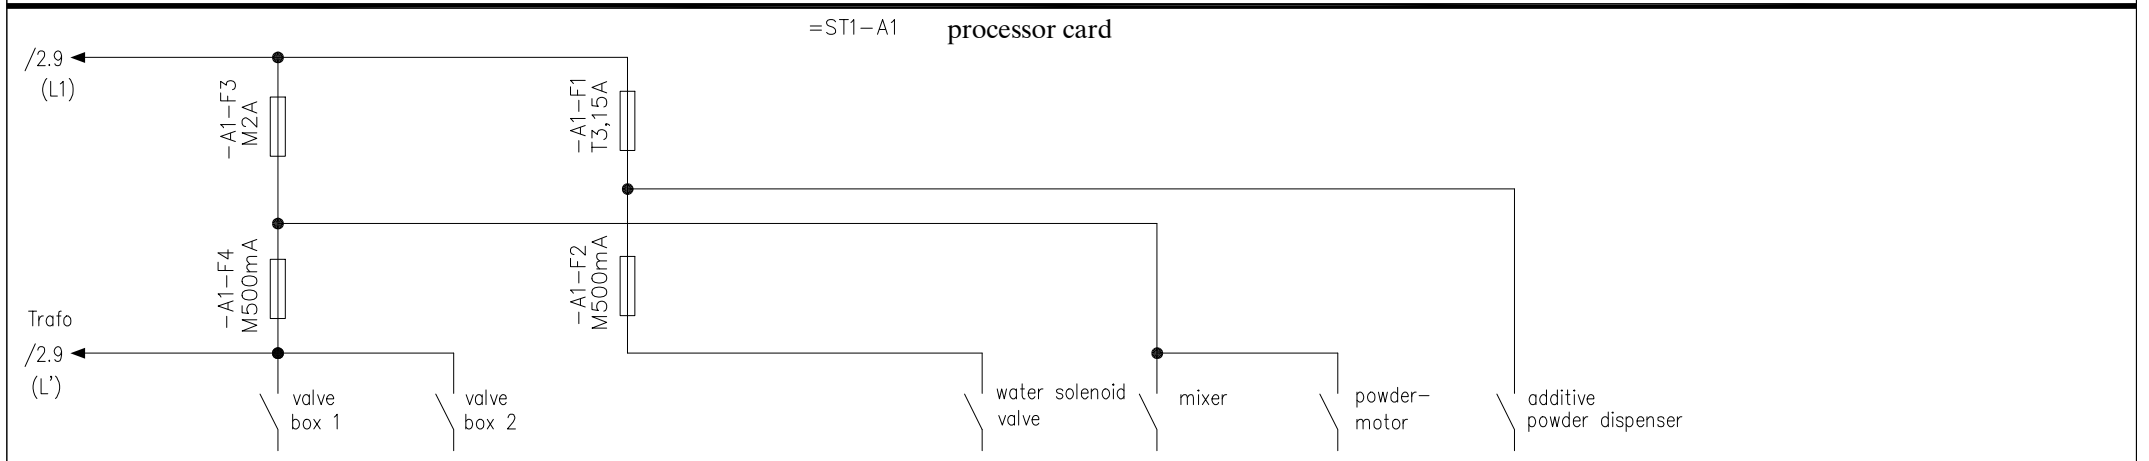 =ST1-A1 processor card
/2.9
(L1)
-A1-F3
M2A
-A1-F1
T3,15A
-A1-F4
M500mA
-A1-F2
M500mA
Trafo
/2.9
(L')
valve
box 1
valve
box 2
water solenoid
valve
mixer
powder-
motor
additive
powder dispenser